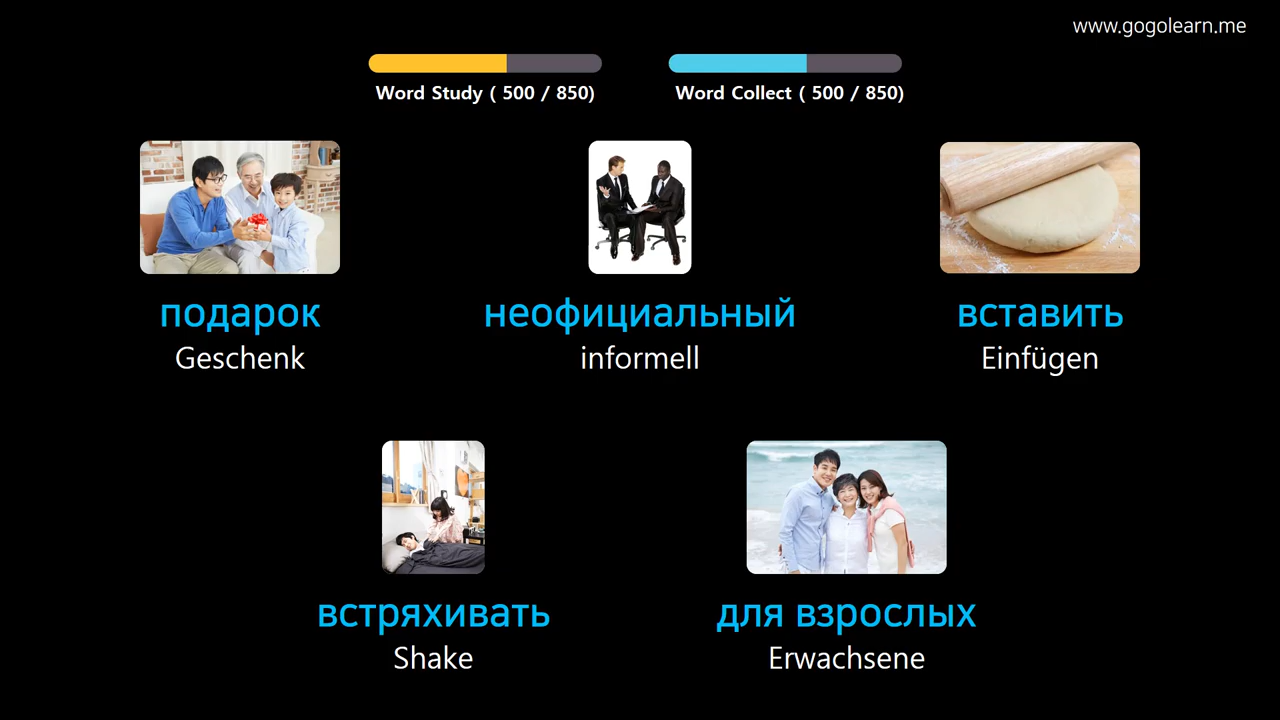 www.gogolearn.me
Word Study ( 500 / 850)
Word Collect ( 500 / 850)
подарок
Geschenk
неофициальный
informell
вставить
Einfügen
встряхивать
Shake
для взрослых
Erwachsene